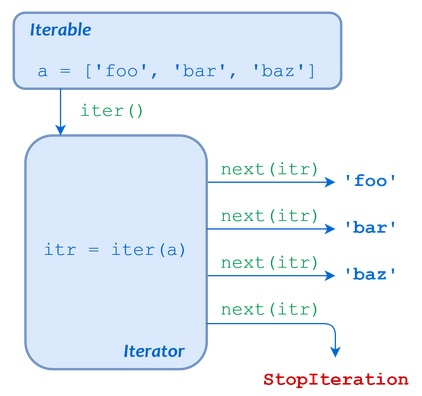 Iterable
a = ['foo', 'bar', 'baz']
iter()
next(itr)
'foo'
next(itr)
'bar'
itr = iter(a)
next(itr)
'baz'
next(itr)
Iterator
StopIteration